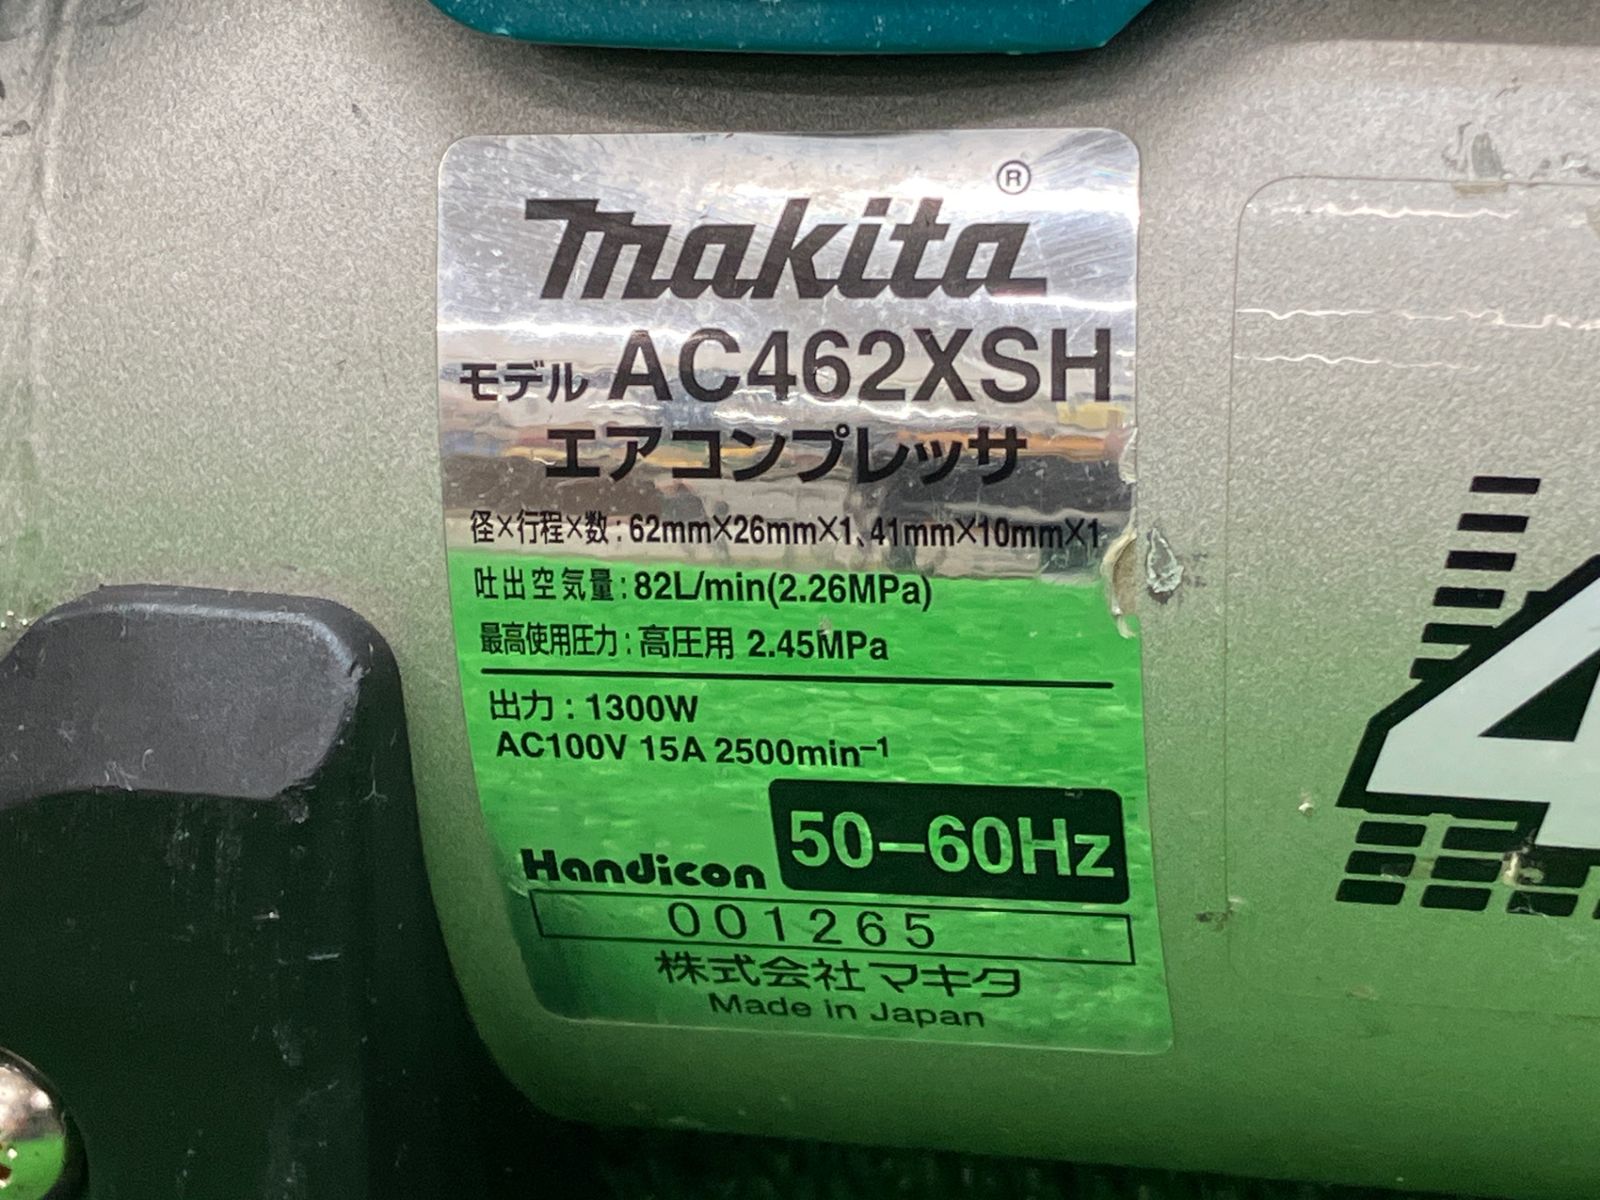 makita®
モデル AC462XSH
エアコンプレッサ
径×行程×数:62mm×26mm×1、41mm×10mm×1
吐出空気量:82L/min(2.26MPa)
最高使用圧力:高圧用 2.45MPa
出力:1300W
AC100V 15A 2500min⁻¹
Handicon 50−60Hz
001265
株式会社マキタ
Made in Japan
4